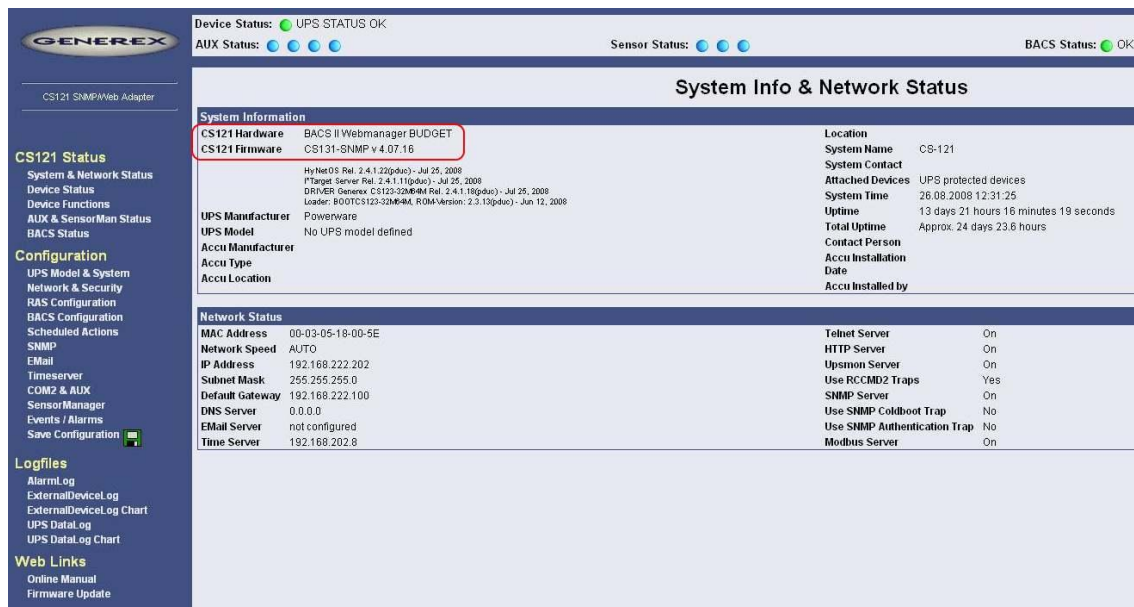 GENEREX
CS121 SNMP/Web Adapter
CS121 Status
System & Network Status
Device Status
Device Functions
AUX & SensorMan Status
BACS Status
Configuration
UPS Model & System
Network & Security
RAS Configuration
BACS Configuration
Scheduled Actions
SNMP
EMail
Timeserver
COM2 & AUX
SensorManager
Events / Alarms
Save Configuration
Logfiles
AlarmLog
ExternalDeviceLog
ExternalDeviceLog Chart
UPS DataLog
UPS DataLog Chart
Web Links
Online Manual
Firmware Update
Device Status: UPS STATUS OK
AUX Status: Sensor Status: BACS Status: OK
System Info & Network Status
System Information
CS121 Hardware BACS II Webmanager BUDGET
CS121 Firmware CS131-SNMP v 4.07.16
HyNetOS Rel. 2.4.1.22(pduc) - Jul 25, 2008
I²Target Server Rel. 2.4.1.11(pduc) - Jul 25, 2008
DRIVER Generex CS123-32M64M Rel. 2.4.1.18(pduc) - Jul 25, 2008
Loader: BOOTCS123-32M64M, ROM-Version: 2.3.13(pduc) - Jun 12, 2008
UPS Manufacturer Powerware
UPS Model No UPS model defined
Accu Manufacturer
Accu Type
Accu Location
Location
System Name CS-121
System Contact
Attached Devices UPS protected devices
System Time 26.08.2008 12:31:25
Uptime 13 days 21 hours 16 minutes 19 seconds
Total Uptime Approx. 24 days 23.6 hours
Contact Person
Accu Installation
Date
Accu Installed by
Network Status
MAC Address 00-03-05-18-00-5E
Network Speed AUTO
IP Address 192.168.222.202
Subnet Mask 255.255.255.0
Default Gateway 192.168.222.100
DNS Server 0.0.0.0
EMail Server not configured
Time Server 192.168.202.8
Telnet Server On
HTTP Server On
Upsmon Server On
Use RCCMD2 Traps Yes
SNMP Server On
Use SNMP Coldboot Trap No
Use SNMP Authentication Trap No
Modbus Server On